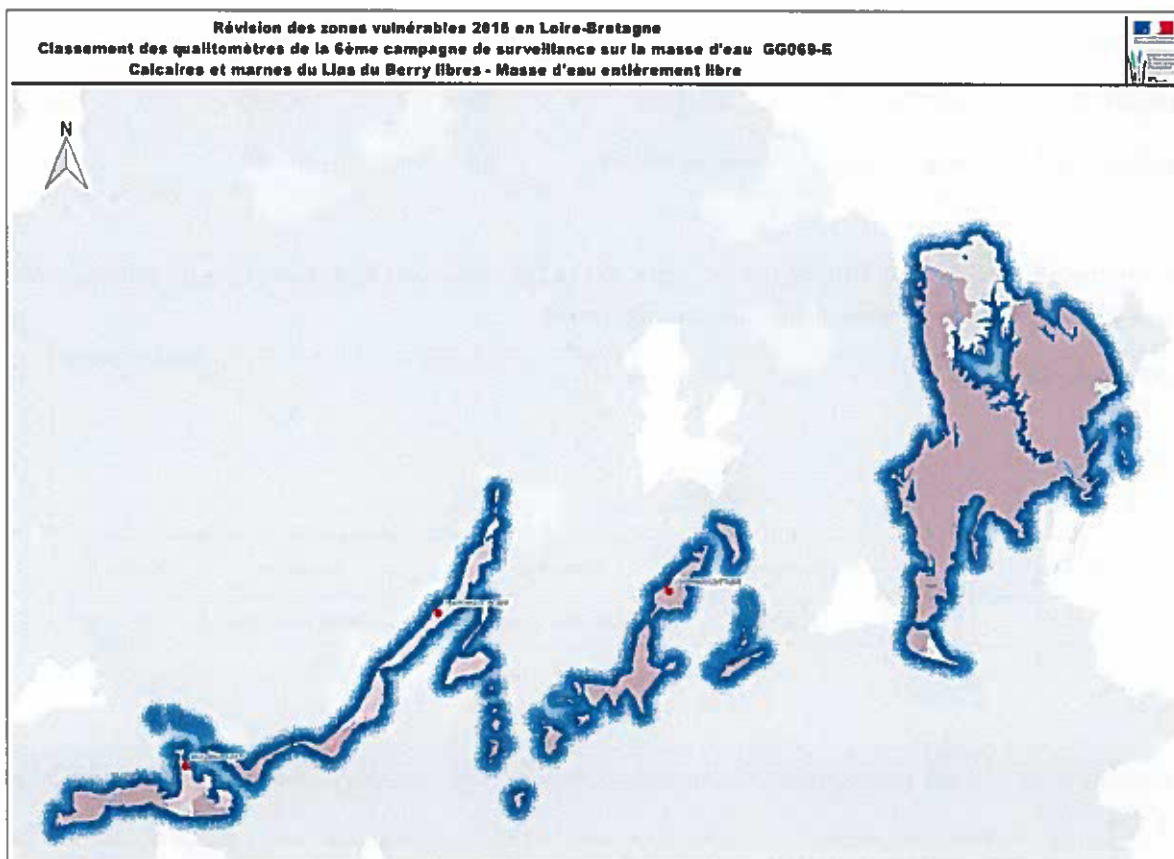 Révision des zones vulnérables 2016 en Loire-Bretagne
Classement des qualitomètres de la 6ème campagne de surveillance sur la masse d'eau GG069-E
Calcaires et marnes du Lias du Berry libres - Masse d'eau entièrement libre
N